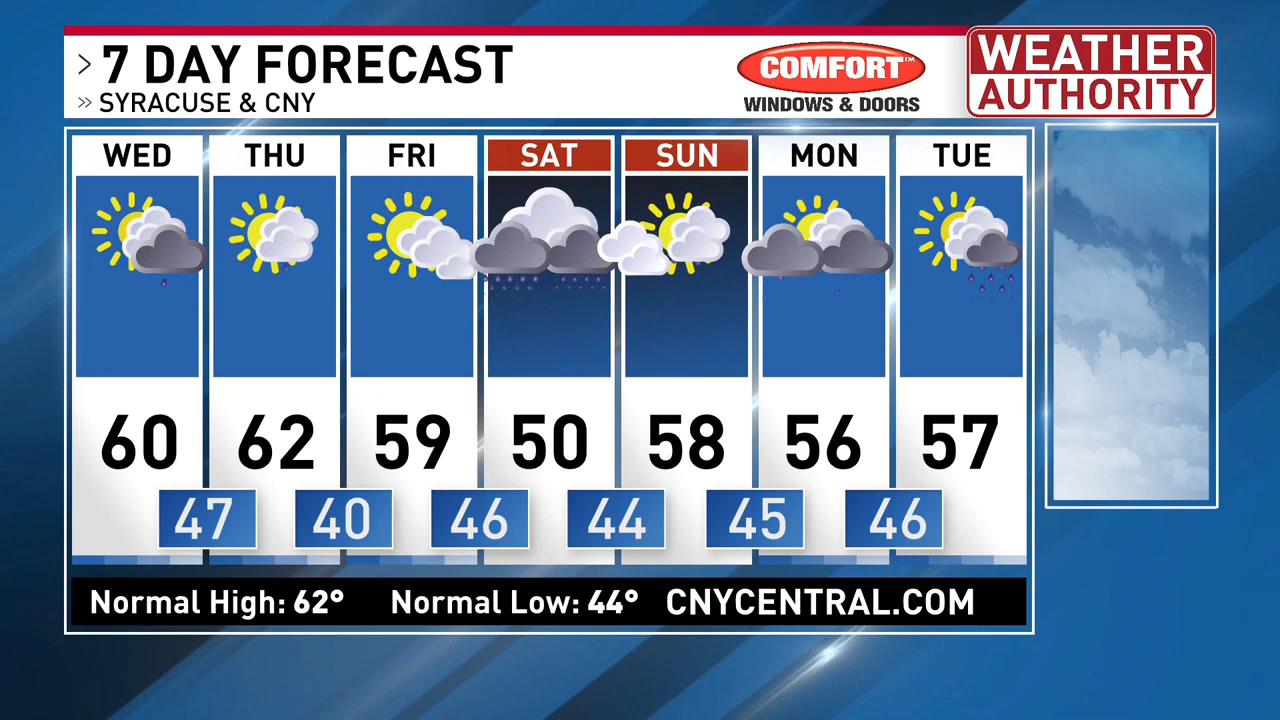 > 7 DAY FORECAST
>> SYRACUSE & CNY
COMFORT™
WINDOWS & DOORS
WEATHER
AUTHORITY
WED THU FRI SAT SUN MON TUE
60 62 59 50 58 56 57
47 40 46 44 45 46
Normal High: 62° Normal Low: 44° CNYCENTRAL.COM